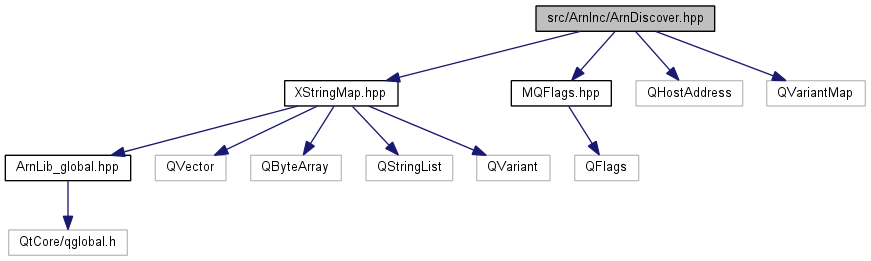 src/ArnInc/ArnDiscover.hpp
XStringMap.hpp
MQFlags.hpp
QHostAddress
QVariantMap
ArnLib_global.hpp
QVector
QByteArray
QStringList
QVariant
QFlags
QtCore/qglobal.h